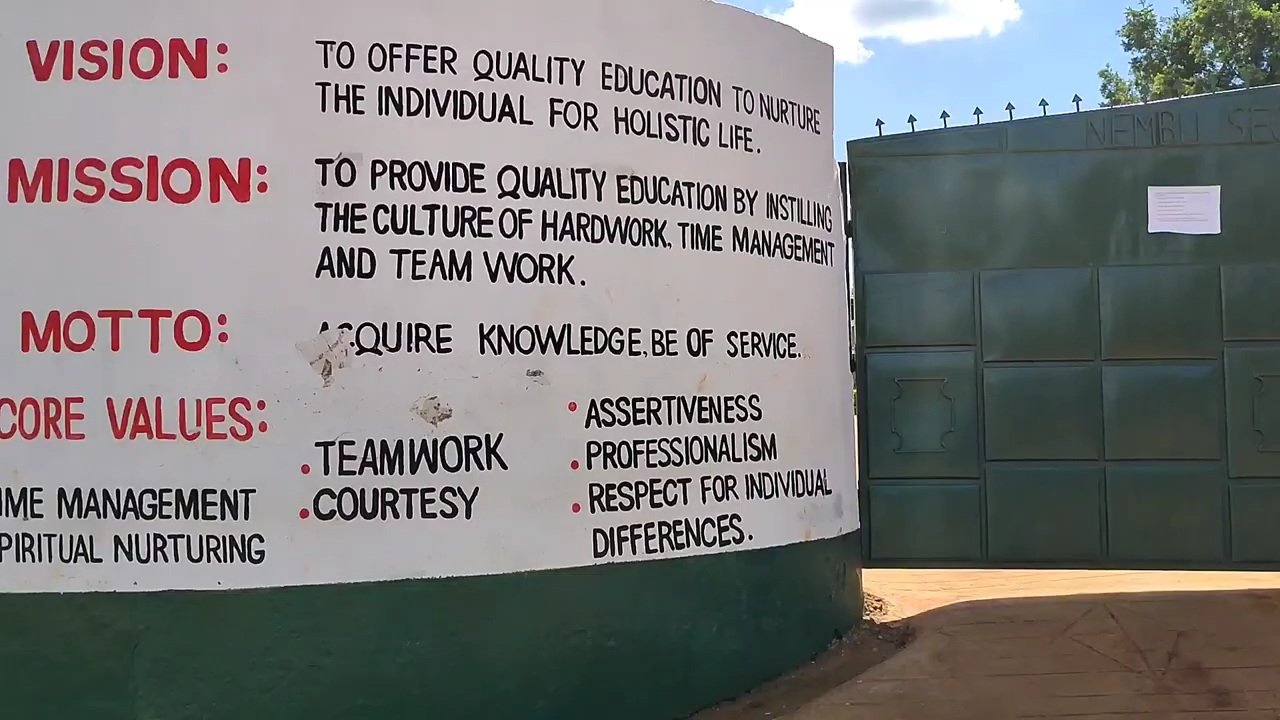 VISION:
TO OFFER QUALITY EDUCATION TO NURTURE
THE INDIVIDUAL FOR HOLISTIC LIFE.
MISSION:
TO PROVIDE QUALITY EDUCATION BY INSTILLING
THE CULTURE OF HARDWORK, TIME MANAGEMENT
AND TEAM WORK.
MOTTO:
ACQUIRE KNOWLEDGE, BE OF SERVICE.
CORE VALUES:
TEAMWORK
COURTESY
IME MANAGEMENT
PIRITUAL NURTURING
ASSERTIVENESS
PROFESSIONALISM
RESPECT FOR INDIVIDUAL
DIFFERENCES.
NEMBU SE